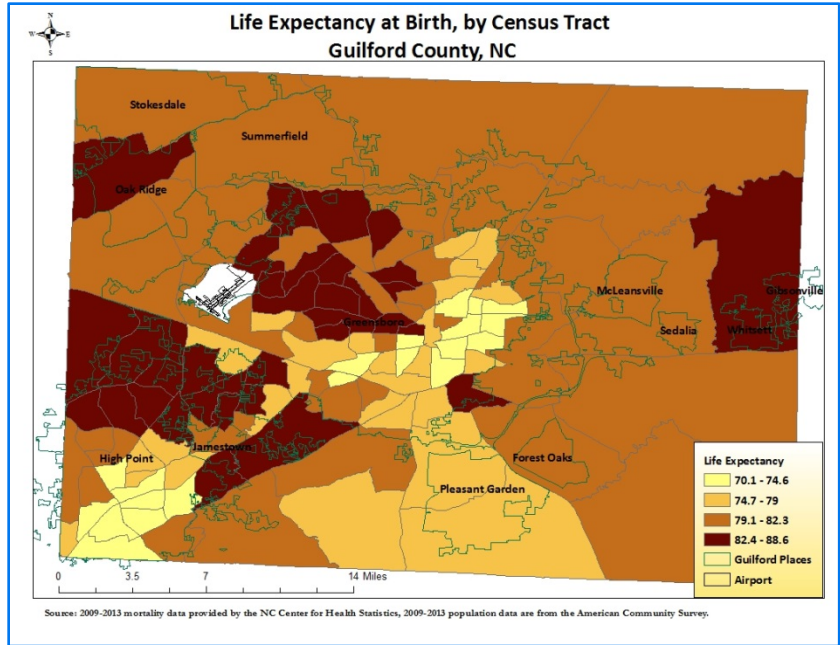 Life Expectancy at Birth, by Census Tract
Guilford County, NC
N
W E
S
Stokesdale
Summerfield
Oak Ridge
McLeansville
Gibsonville
Greensboro
Sedalia
Whitsett
High Point
Jamestown
Forest Oaks
Pleasant Garden
Life Expectancy
70.1 - 74.6
74.7 - 79
79.1 - 82.3
82.4 - 88.6
Guilford Places
Airport
0 3.5 7 14 Miles
Source: 2009-2013 mortality data provided by the NC Center for Health Statistics, 2009-2013 population data are from the American Community Survey.